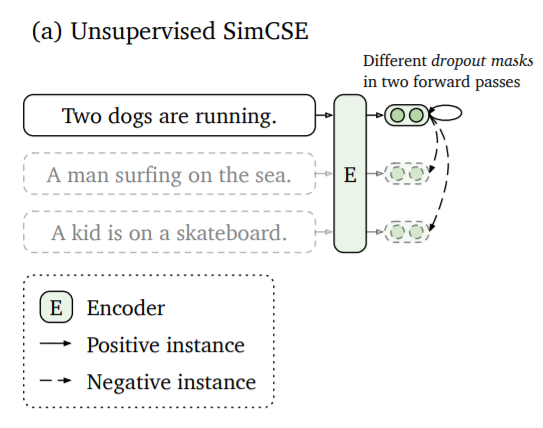 (a) Unsupervised SimCSE
Different dropout masks
in two forward passes
Two dogs are running.
A man surfing on the sea.
E
A kid is on a skateboard.
E Encoder
Positive instance
Negative instance